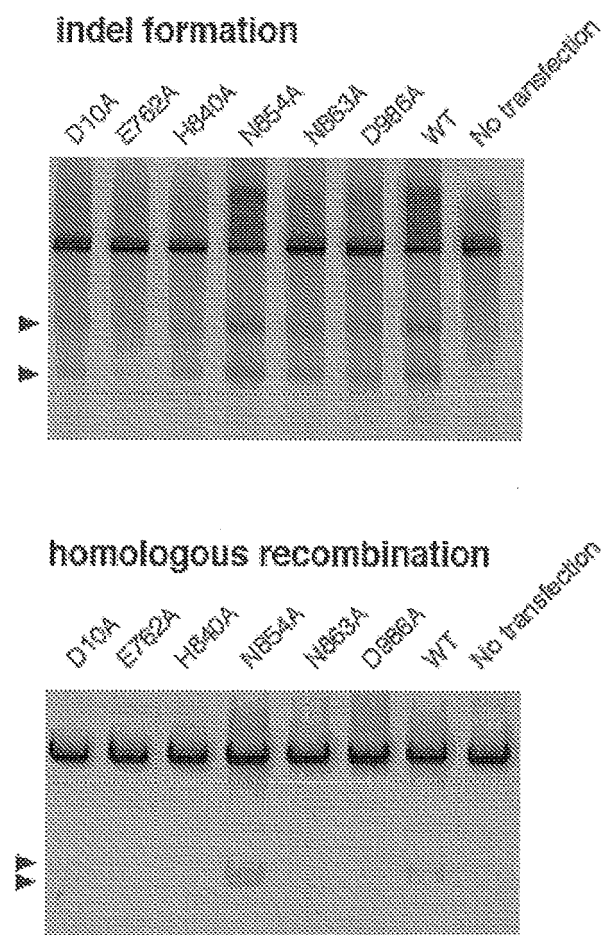 indel formation
D10A E762A H840A N854A N863A D986A WT No transfection
homologous recombination
D10A E762A H840A N854A N863A D986A WT No transfection